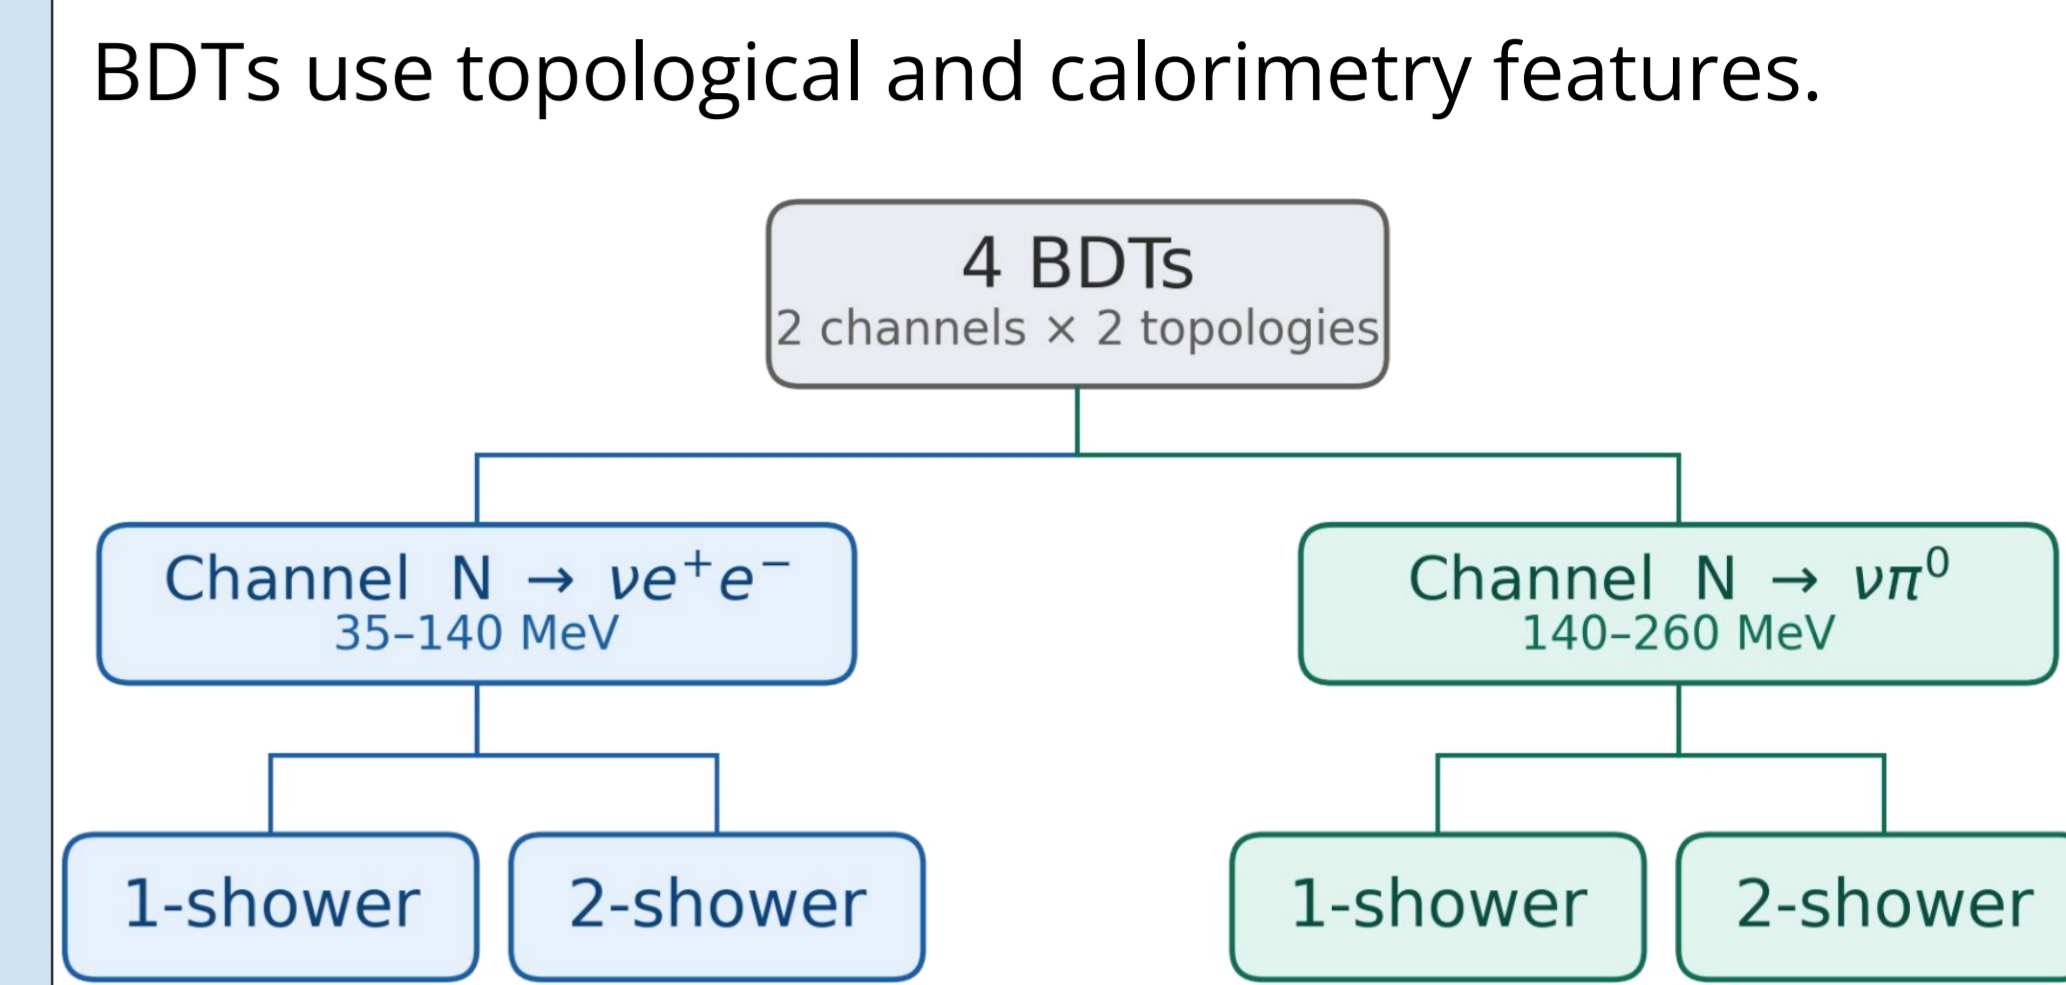 BDTs use topological and calorimetry features.
4 BDTs
2 channels × 2 topologies
Channel N → νe⁺e⁻
35–140 MeV
Channel N → νπ⁰
140–260 MeV
1-shower
2-shower
1-shower
2-shower